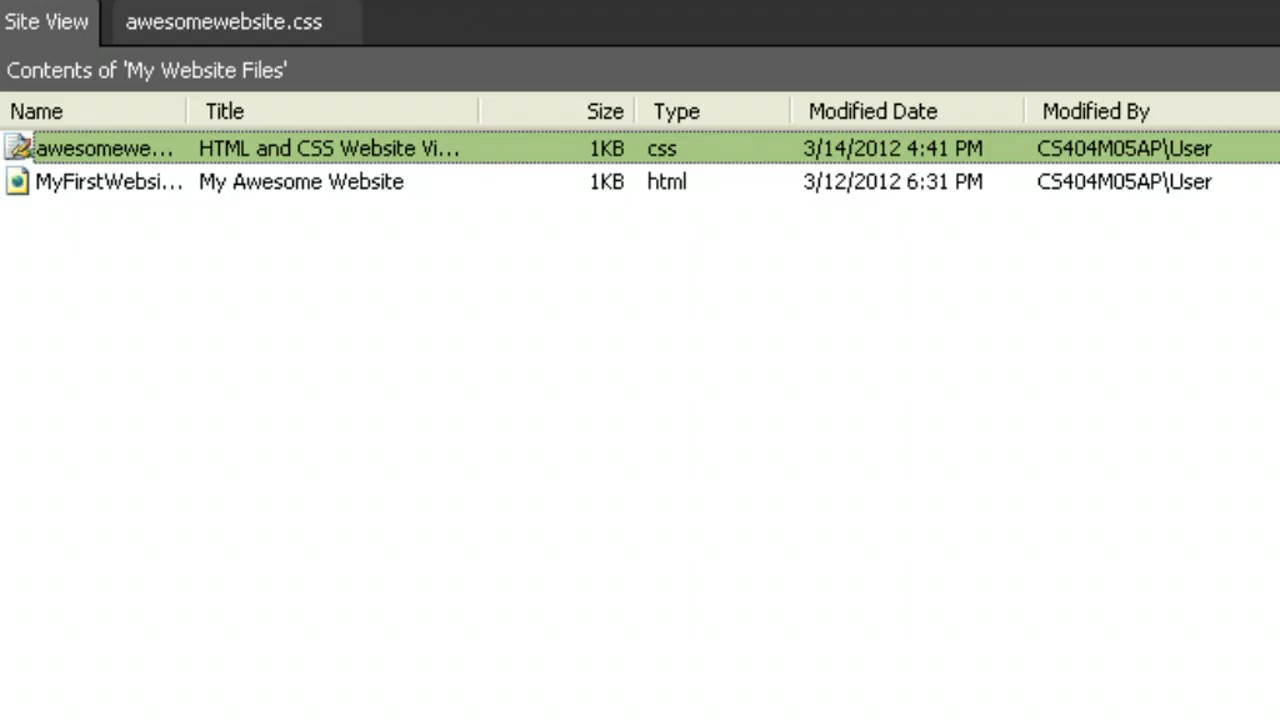 Site View awesomewebsite.css
Contents of 'My Website Files'
Name Title Size Type Modified Date Modified By
awesomewe... HTML and CSS Website Vi... 1KB css 3/14/2012 4:41 PM CS404M05AP\User
MyFirstWebsi... My Awesome Website 1KB html 3/12/2012 6:31 PM CS404M05AP\User